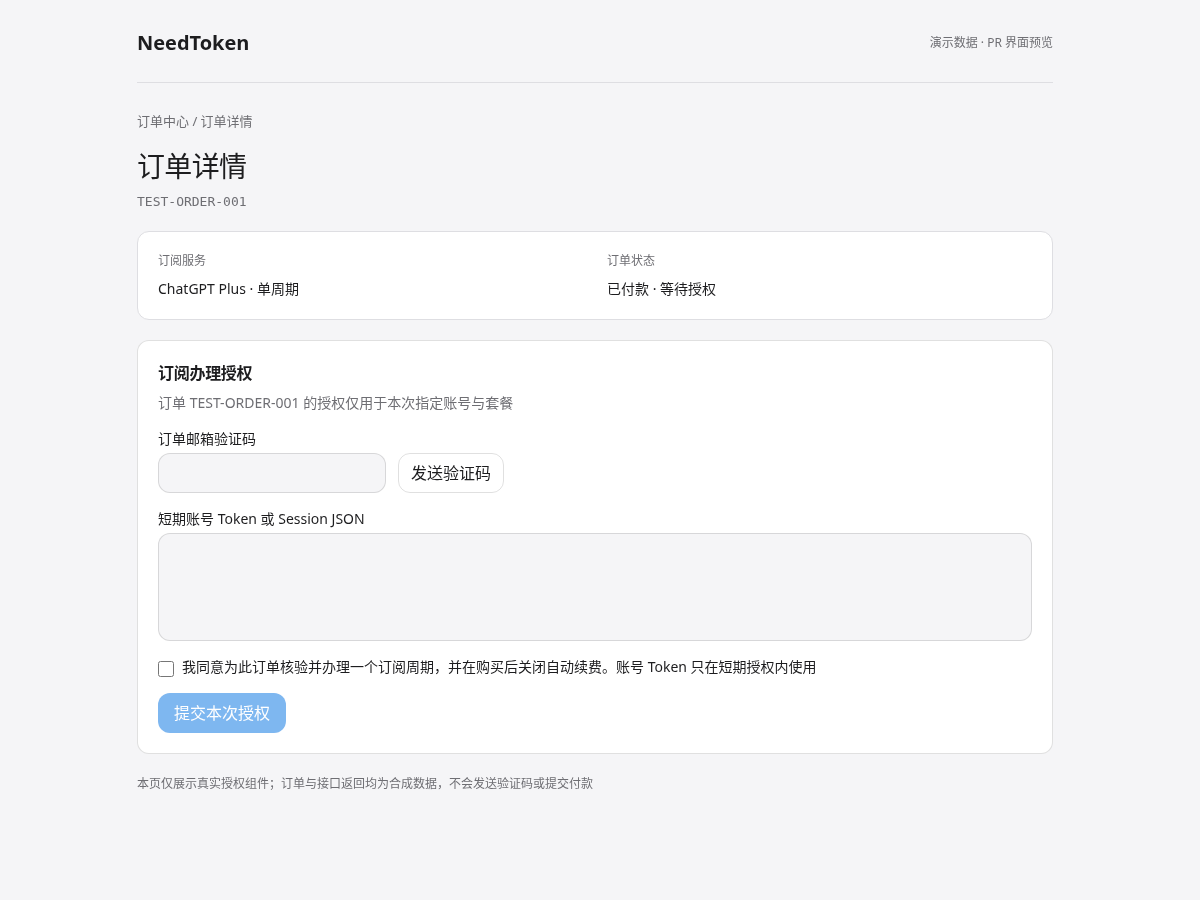 NeedToken
演示数据 · PR 界面预览
订单中心 / 订单详情
订单详情
TEST-ORDER-001
订阅服务
ChatGPT Plus · 单周期
订单状态
已付款 · 等待授权
订阅办理授权
订单 TEST-ORDER-001 的授权仅用于本次指定账号与套餐
订单邮箱验证码
发送验证码
短期账号 Token 或 Session JSON
我同意为此订单核验并办理一个订阅周期，并在购买后关闭自动续费。账号 Token 只在短期授权内使用
提交本次授权
本页仅展示真实授权组件；订单与接口返回均为合成数据，不会发送验证码或提交付款